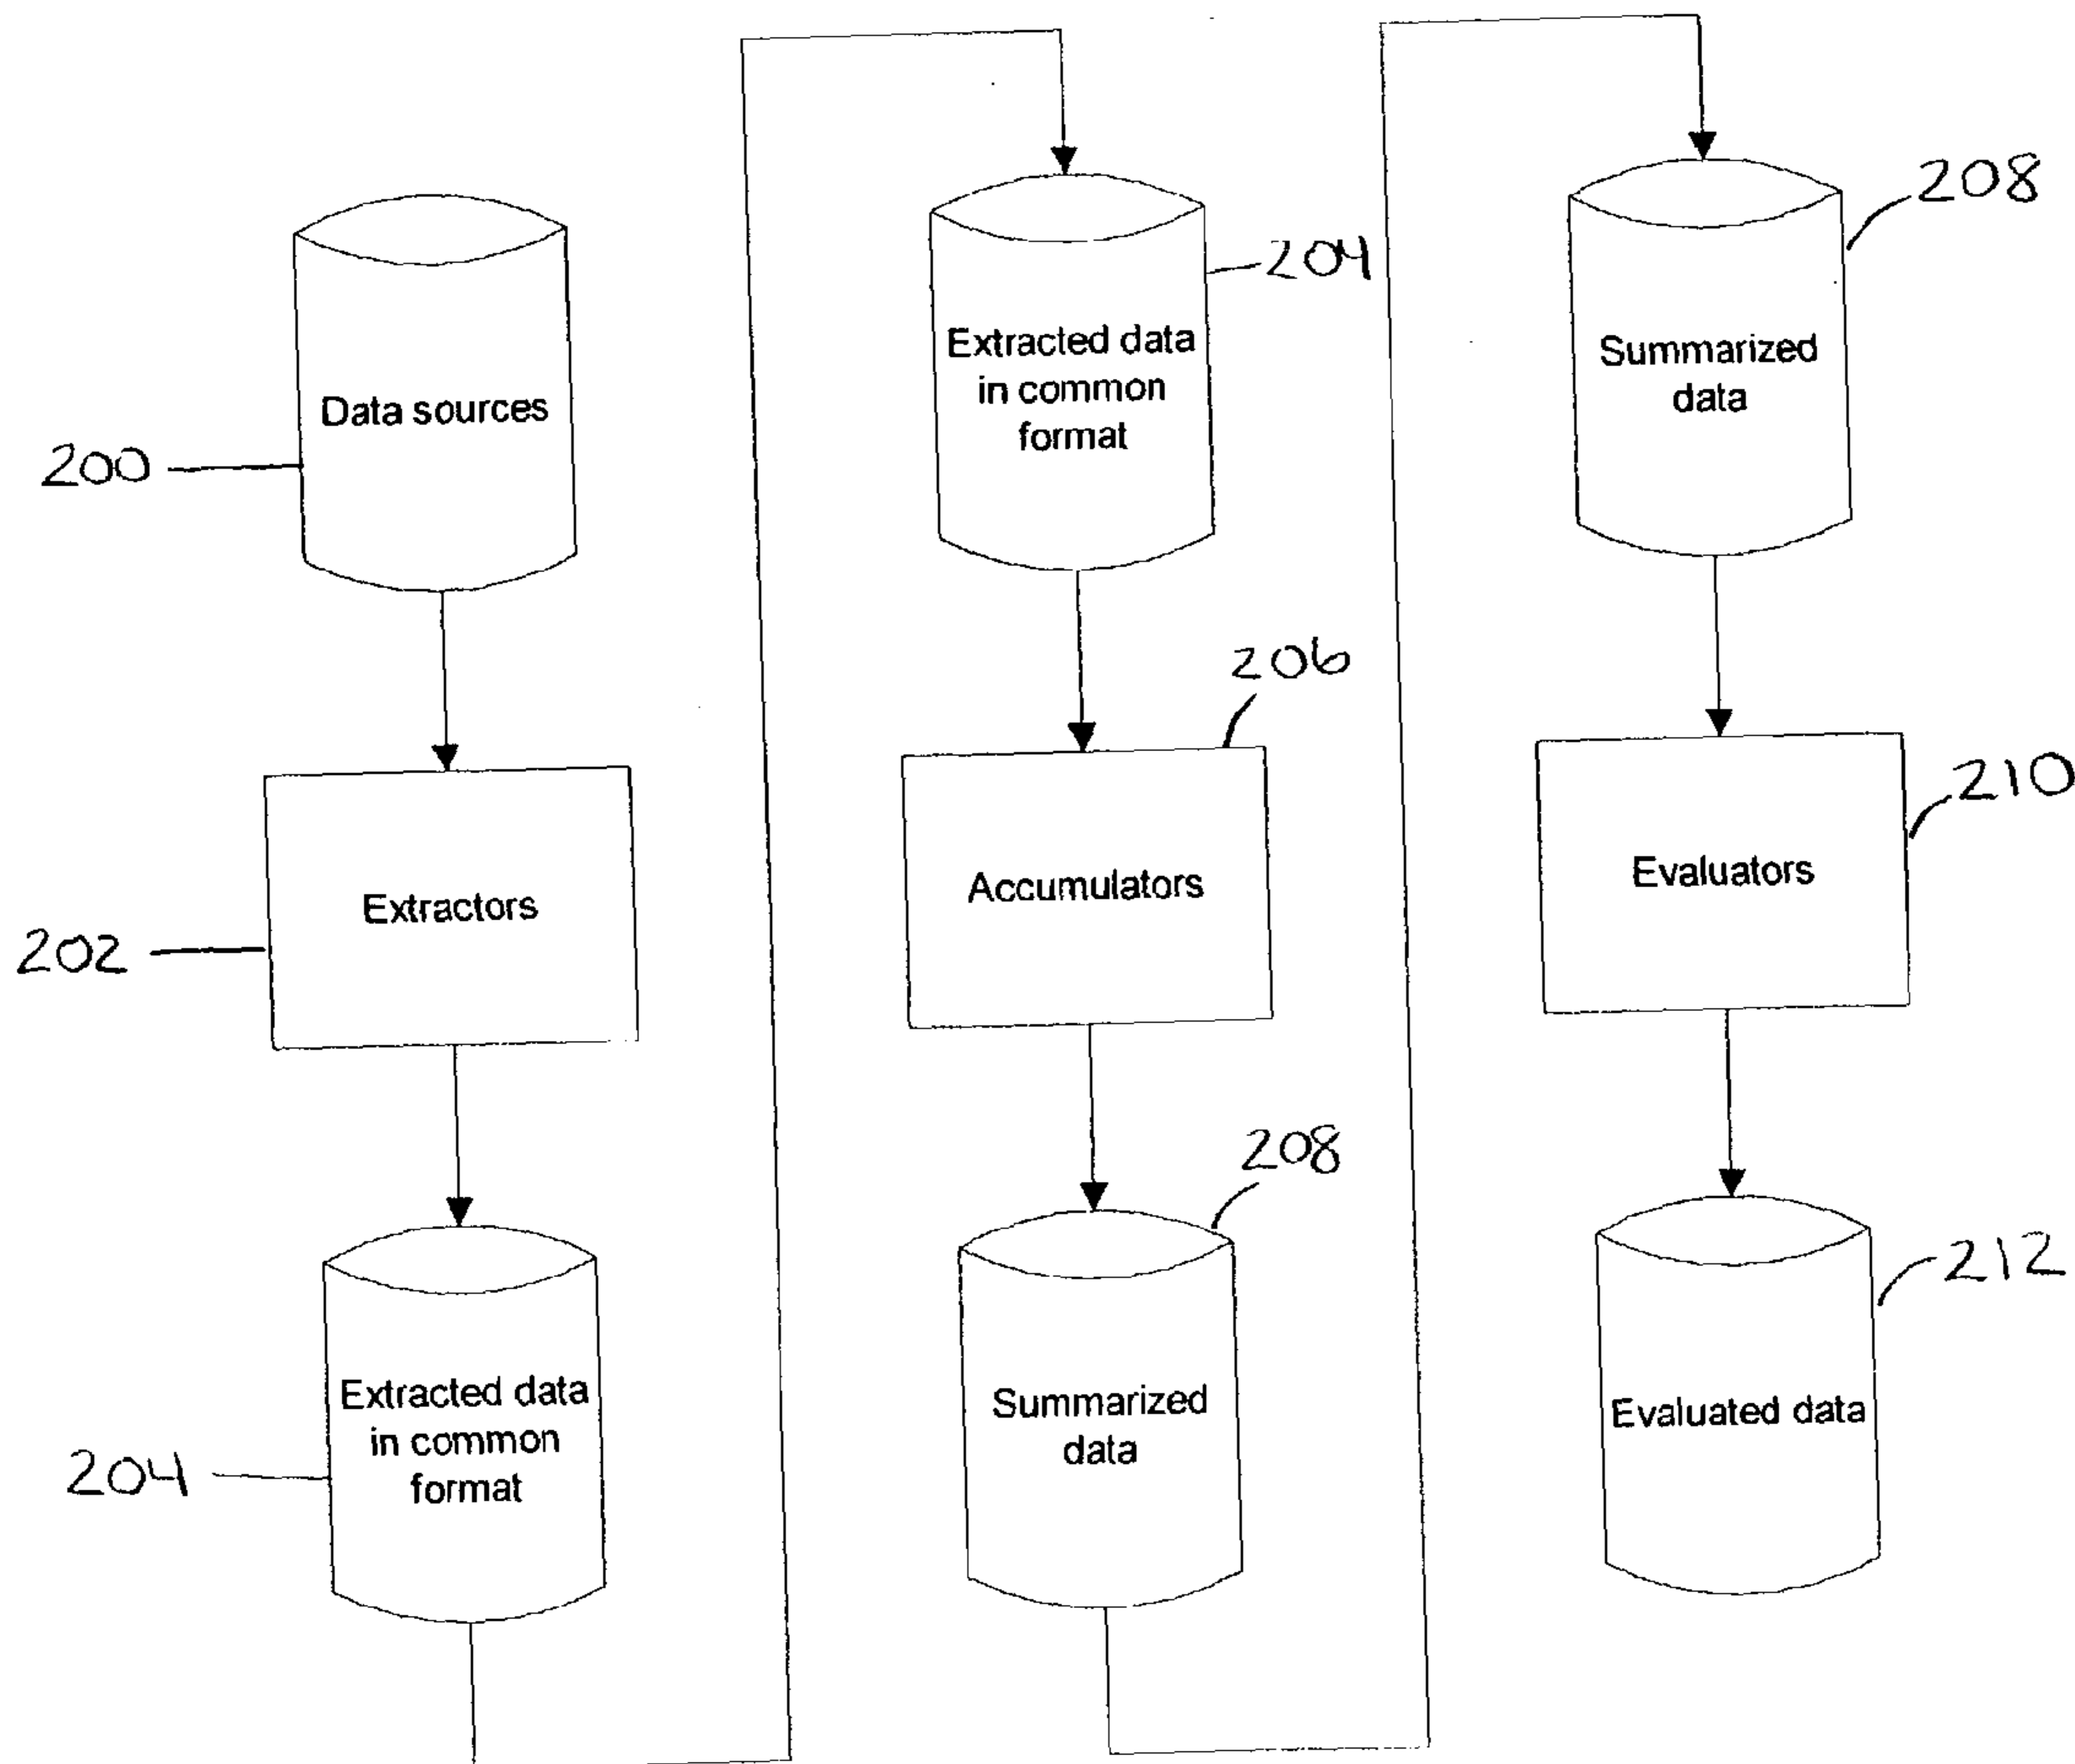 Data sources
200
Extractors
202
Extracted data
in common
format
204
Extracted data
in common
format
204
206
Accumulators
208
Summarized
data
208
Summarized
data
210
Evaluators
212
Evaluated data